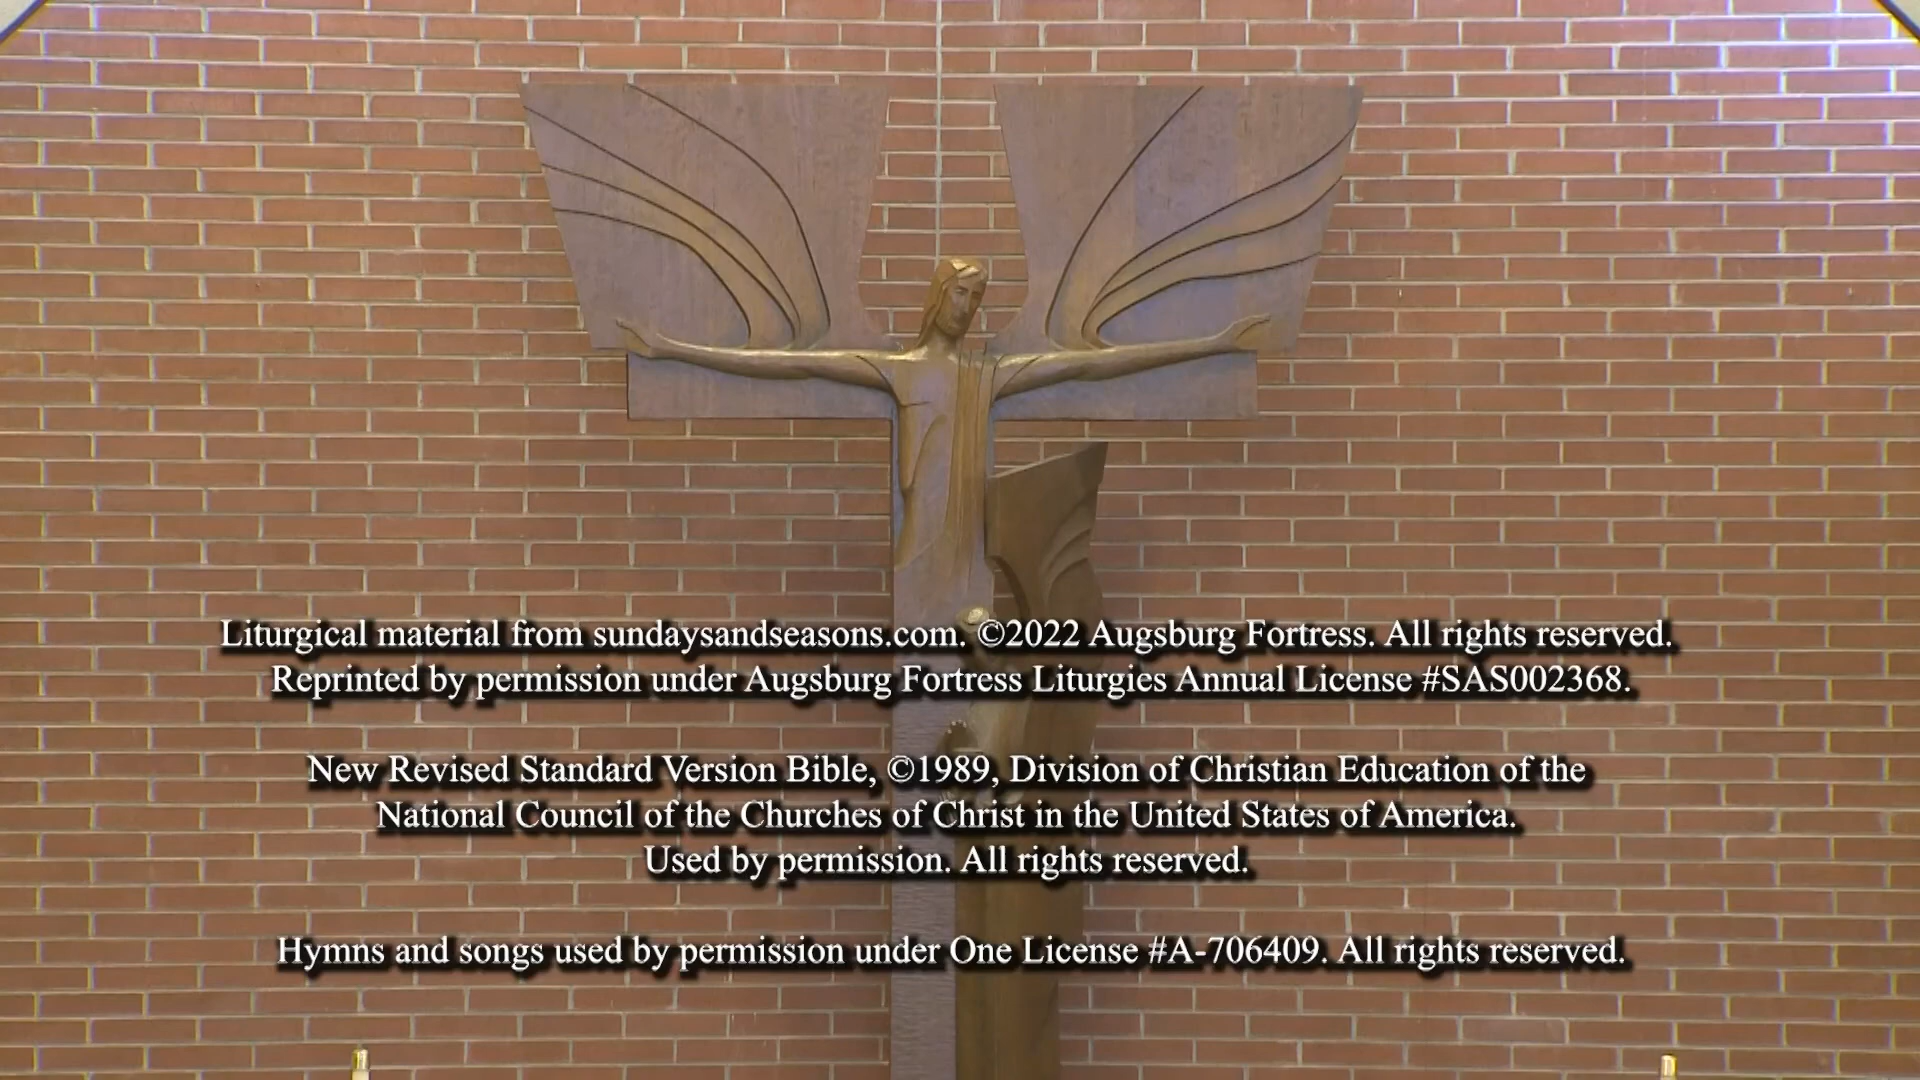 Liturgical material from sundaysandseasons.com. ©2022 Augsburg Fortress. All rights reserved.
Reprinted by permission under Augsburg Fortress Liturgies Annual License #SAS002368.
New Revised Standard Version Bible, ©1989, Division of Christian Education of the
National Council of the Churches of Christ in the United States of America.
Used by permission. All rights reserved.
Hymns and songs used by permission under One License #A-706409. All rights reserved.